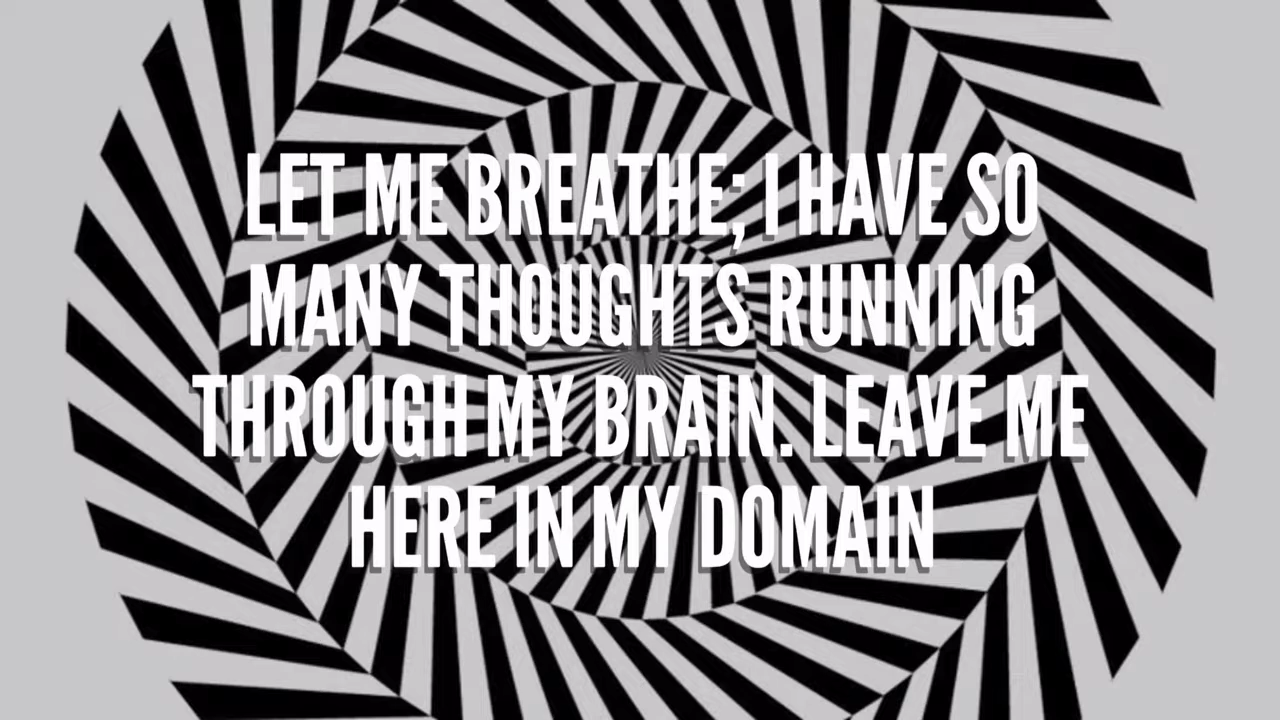 LET ME BREATHE; I HAVE SO
MANY THOUGHTS RUNNING
THROUGH MY BRAIN. LEAVE ME
HERE IN MY DOMAIN